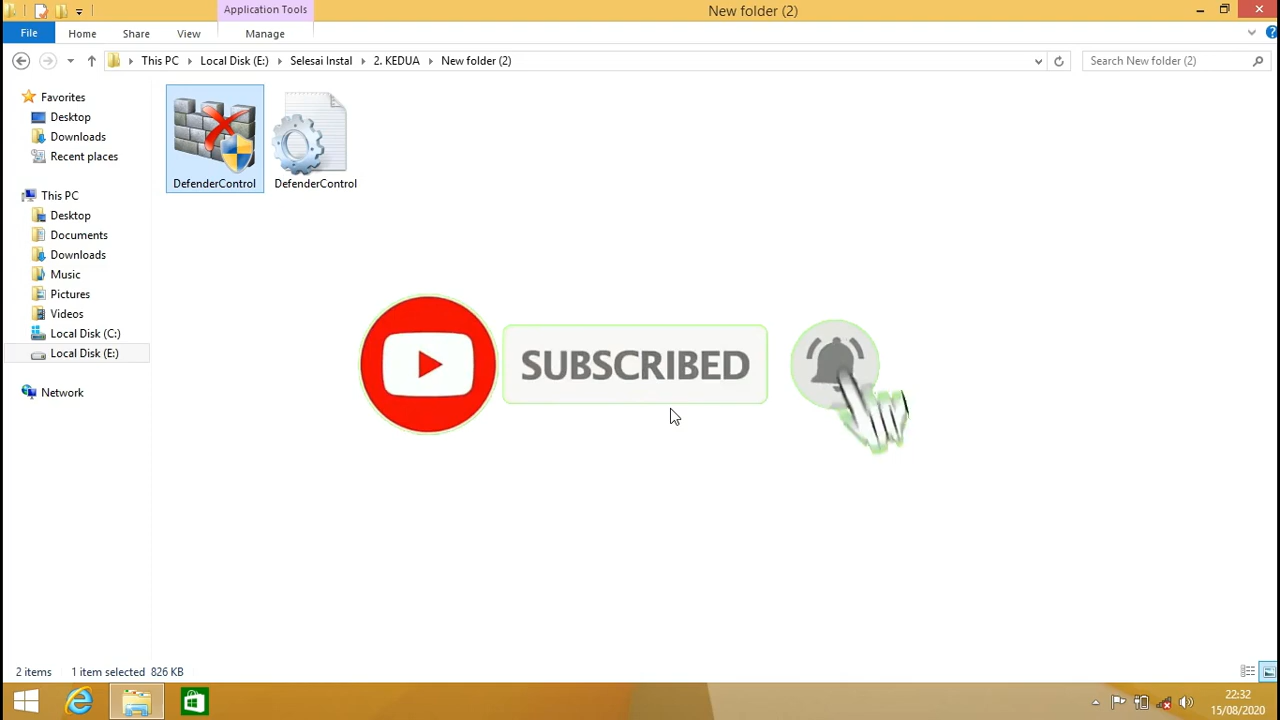 Application Tools
New folder (2)
File
Home
Share
View
Manage
This PC
Local Disk (E:)
Selesai Instal
2. KEDUA
New folder (2)
Search New folder (2)
Favorites
Desktop
Downloads
Recent places
This PC
Desktop
Documents
Downloads
Music
Pictures
Videos
Local Disk (C:)
Local Disk (E:)
Network
DefenderControl
DefenderControl
SUBSCRIBED
2 items
1 item selected 826 KB
22:32
15/08/2020